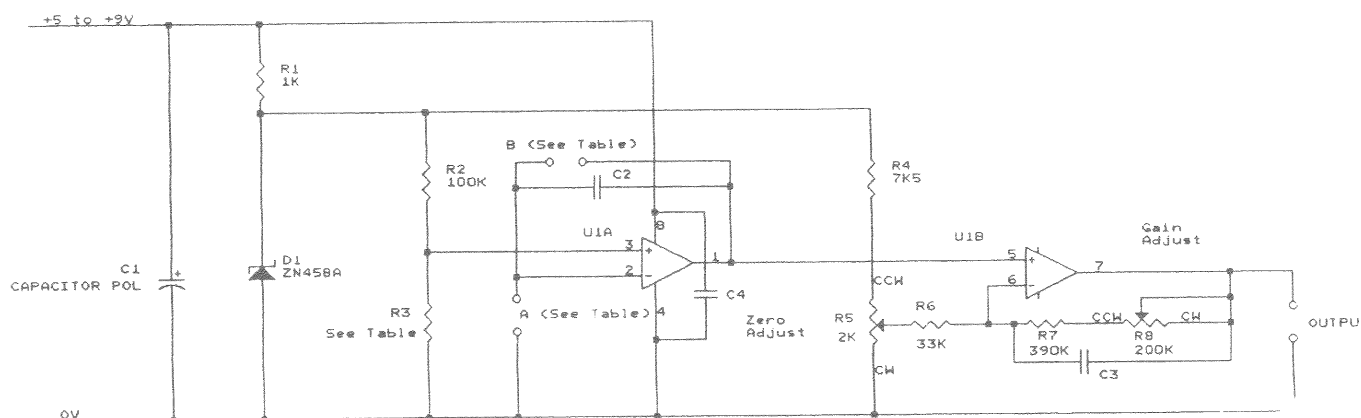 +5 to +9V
R1
1K
B (See Table)
R2
100K
C2
R4
7K5
8
U1A
3
+
2
-
1
U1B
5
+
6
-
7
Gain
Adjust
C1
+
CAPACITOR POL
D1
ZN458A
R3
See Table
A (See Table)
4
C4
Zero
Adjust
CCW
R5
2K
CW
R6
33K
R7
390K
CCW
R8
200K
CW
C3
OUTPU
0V